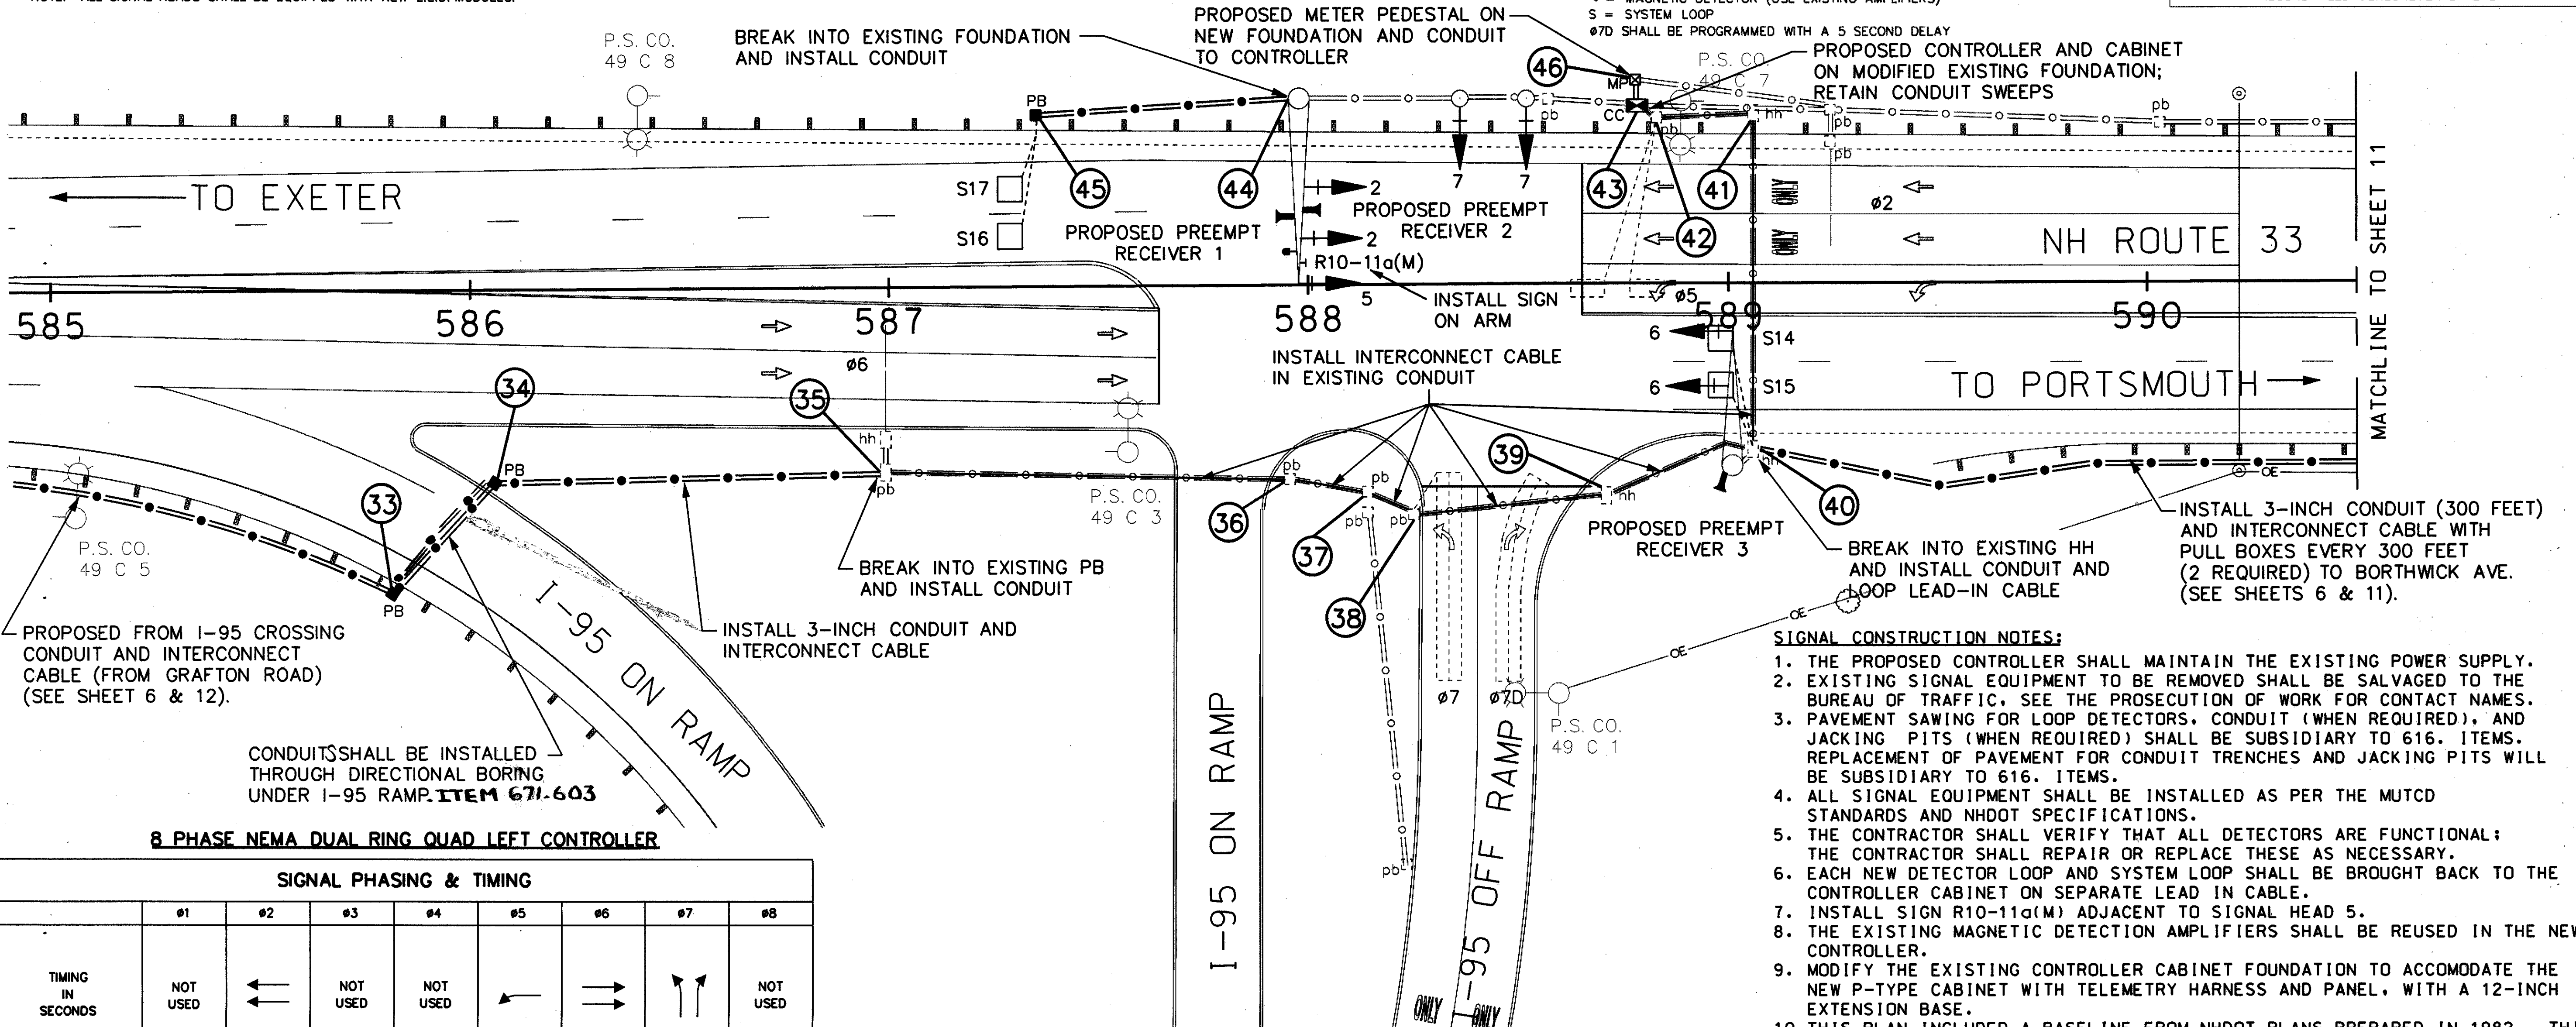 PROPOSED METER PEDESTAL ON
NEW FOUNDATION AND CONDUIT
TO CONTROLLER
S = SYSTEM LOOP
ø7D SHALL BE PROGRAMMED WITH A 5 SECOND DELAY
P.S. CO.
49 C 8
BREAK INTO EXISTING FOUNDATION
AND INSTALL CONDUIT
46
P.S. CO.
49 C 7
PROPOSED CONTROLLER AND CABINET
ON MODIFIED EXISTING FOUNDATION;
RETAIN CONDUIT SWEEPS
MP
PB
CC
pb
pb
hh
pb
pb
pb
TO EXETER
S17
S16
45
44
7
7
43
41
42
2
2
PROPOSED PREEMPT
RECEIVER 1
PROPOSED PREEMPT
RECEIVER 2
R10-11a(M)
5
INSTALL SIGN
ON ARM
ONLY
ONLY
ø2
NH ROUTE 33
ø5
MATCHLINE TO SHEET 11
585
586
587
588
589
590
6
S14
6
S15
ø6
TO PORTSMOUTH
INSTALL INTERCONNECT CABLE
IN EXISTING CONDUIT
34
35
hh
pb
PB
33
PB
P.S. CO.
49 C 5
P.S. CO.
49 C 3
36
pb
pb
37
pb
pb
38
39
hh
hh
40
OE
PROPOSED PREEMPT
RECEIVER 3
BREAK INTO EXISTING HH
AND INSTALL CONDUIT AND
LOOP LEAD-IN CABLE
INSTALL 3-INCH CONDUIT (300 FEET)
AND INTERCONNECT CABLE WITH
PULL BOXES EVERY 300 FEET
(2 REQUIRED) TO BORTHWICK AVE.
(SEE SHEETS 6 & 11).
BREAK INTO EXISTING PB
AND INSTALL CONDUIT
INSTALL 3-INCH CONDUIT AND
INTERCONNECT CABLE
PROPOSED FROM I-95 CROSSING
CONDUIT AND INTERCONNECT
CABLE (FROM GRAFTON ROAD)
(SEE SHEET 6 & 12).
I-95 ON RAMP
CONDUITS SHALL BE INSTALLED
THROUGH DIRECTIONAL BORING
UNDER I-95 RAMP. ITEM 671.603
I-95 ON RAMP
I-95 OFF RAMP
ø7
ø7D
pb
OE
OE
P.S. CO.
49 C 1
ONLY
ONLY
SIGNAL CONSTRUCTION NOTES:
1. THE PROPOSED CONTROLLER SHALL MAINTAIN THE EXISTING POWER SUPPLY.
2. EXISTING SIGNAL EQUIPMENT TO BE REMOVED SHALL BE SALVAGED TO THE
BUREAU OF TRAFFIC. SEE THE PROSECUTION OF WORK FOR CONTACT NAMES.
3. PAVEMENT SAWING FOR LOOP DETECTORS, CONDUIT (WHEN REQUIRED), AND
JACKING PITS (WHEN REQUIRED) SHALL BE SUBSIDIARY TO 616. ITEMS.
REPLACEMENT OF PAVEMENT FOR CONDUIT TRENCHES AND JACKING PITS WILL
BE SUBSIDIARY TO 616. ITEMS.
4. ALL SIGNAL EQUIPMENT SHALL BE INSTALLED AS PER THE MUTCD
STANDARDS AND NHDOT SPECIFICATIONS.
5. THE CONTRACTOR SHALL VERIFY THAT ALL DETECTORS ARE FUNCTIONAL;
THE CONTRACTOR SHALL REPAIR OR REPLACE THESE AS NECESSARY.
6. EACH NEW DETECTOR LOOP AND SYSTEM LOOP SHALL BE BROUGHT BACK TO THE
CONTROLLER CABINET ON SEPARATE LEAD IN CABLE.
7. INSTALL SIGN R10-11a(M) ADJACENT TO SIGNAL HEAD 5.
8. THE EXISTING MAGNETIC DETECTION AMPLIFIERS SHALL BE REUSED IN THE NEW
CONTROLLER.
9. MODIFY THE EXISTING CONTROLLER CABINET FOUNDATION TO ACCOMODATE THE
NEW P-TYPE CABINET WITH TELEMETRY HARNESS AND PANEL, WITH A 12-INCH
EXTENSION BASE.
8 PHASE NEMA DUAL RING QUAD LEFT CONTROLLER
SIGNAL PHASING & TIMING
ø1 ø2 ø3 ø4 ø5 ø6 ø7 ø8
TIMING
IN
SECONDS
NOT
USED
NOT
USED
NOT
USED
NOT
USED